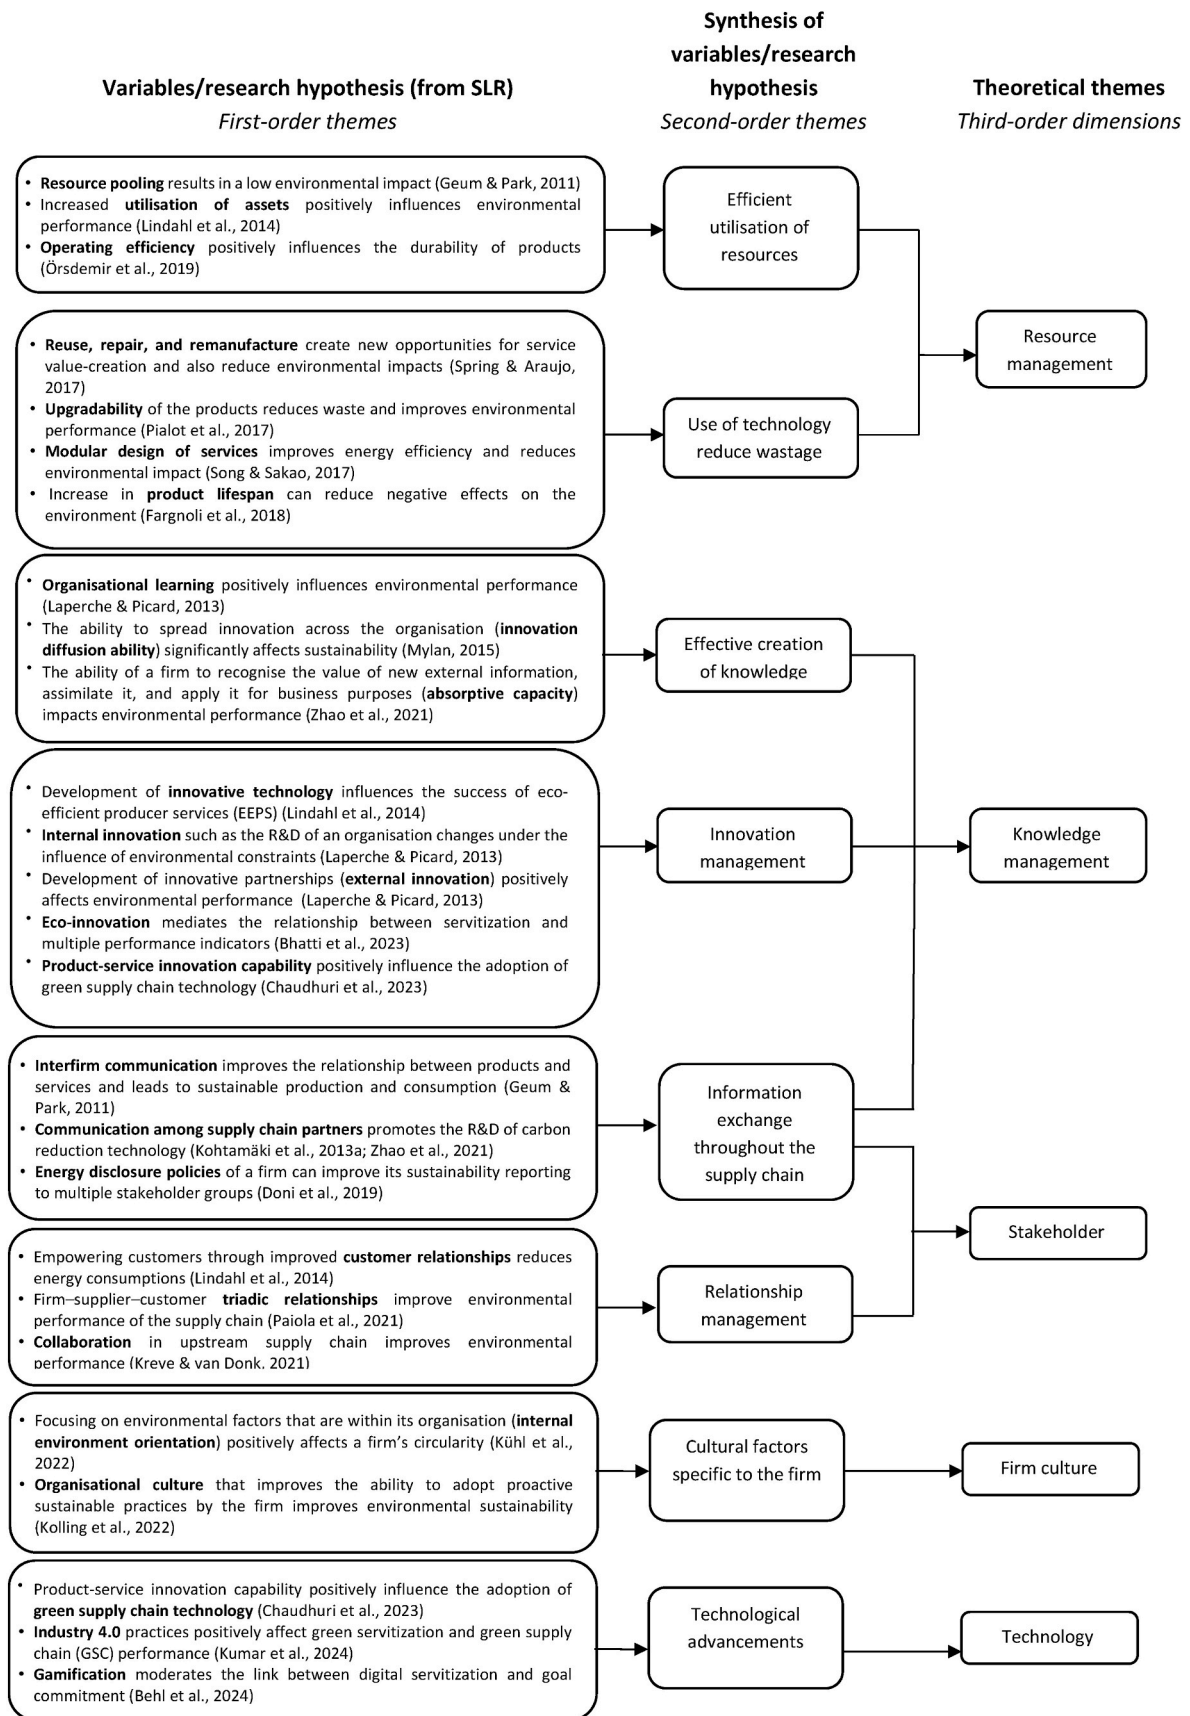 Synthesis of
variables/research
hypothesis
Variables/research hypothesis (from SLR)
Theoretical themes
First-order themes
Second-order themes
Third-order dimensions
• Resource pooling results in a low environmental impact (Geum & Park, 2011)
• Increased utilisation of assets positively influences environmental
performance (Lindahl et al., 2014)
• Operating efficiency positively influences the durability of products
(Örsdemir et al., 2019)
Efficient
utilisation of
resources
Resource
management
• Reuse, repair, and remanufacture create new opportunities for service
value-creation and also reduce environmental impacts (Spring & Araujo,
2017)
• Upgradability of the products reduces waste and improves environmental
performance (Pialot et al., 2017)
• Modular design of services improves energy efficiency and reduces
environmental impact (Song & Sakao, 2017)
• Increase in product lifespan can reduce negative effects on the
environment (Fargnoli et al., 2018)
Use of technology
reduce wastage
• Organisational learning positively influences environmental performance
(Laperche & Picard, 2013)
• The ability to spread innovation across the organisation (innovation
diffusion ability) significantly affects sustainability (Mylan, 2015)
• The ability of a firm to recognise the value of new external information,
assimilate it, and apply it for business purposes (absorptive capacity)
impacts environmental performance (Zhao et al., 2021)
Effective creation
of knowledge
• Development of innovative technology influences the success of eco-
efficient producer services (EEPS) (Lindahl et al., 2014)
• Internal innovation such as the R&D of an organisation changes under the
influence of environmental constraints (Laperche & Picard, 2013)
• Development of innovative partnerships (external innovation) positively
affects environmental performance (Laperche & Picard, 2013)
• Eco-innovation mediates the relationship between servitization and
multiple performance indicators (Bhatti et al., 2023)
• Product-service innovation capability positively influence the adoption of
green supply chain technology (Chaudhuri et al., 2023)
Innovation
management
Knowledge
management
• Interfirm communication improves the relationship between products and
services and leads to sustainable production and consumption (Geum &
Park, 2011)
• Communication among supply chain partners promotes the R&D of carbon
reduction technology (Kohtamäki et al., 2013a; Zhao et al., 2021)
• Energy disclosure policies of a firm can improve its sustainability reporting
to multiple stakeholder groups (Doni et al., 2019)
Information
exchange
throughout the
supply chain
Stakeholder
• Empowering customers through improved customer relationships reduces
energy consumptions (Lindahl et al., 2014)
• Firm–supplier–customer triadic relationships improve environmental
performance of the supply chain (Paiola et al., 2021)
• Collaboration in upstream supply chain improves environmental
performance (Kreye & van Donk, 2021)
Relationship
management
• Focusing on environmental factors that are within its organisation (internal
environment orientation) positively affects a firm's circularity (Kühl et al.,
2022)
• Organisational culture that improves the ability to adopt proactive
sustainable practices by the firm improves environmental sustainability
(Kolling et al., 2022)
Cultural factors
specific to the firm
Firm culture
• Product-service innovation capability positively influence the adoption of
green supply chain technology (Chaudhuri et al., 2023)
• Industry 4.0 practices positively affect green servitization and green supply
chain (GSC) performance (Kumar et al., 2024)
• Gamification moderates the link between digital servitization and goal
commitment (Behl et al., 2024)
Technological
advancements
Technology